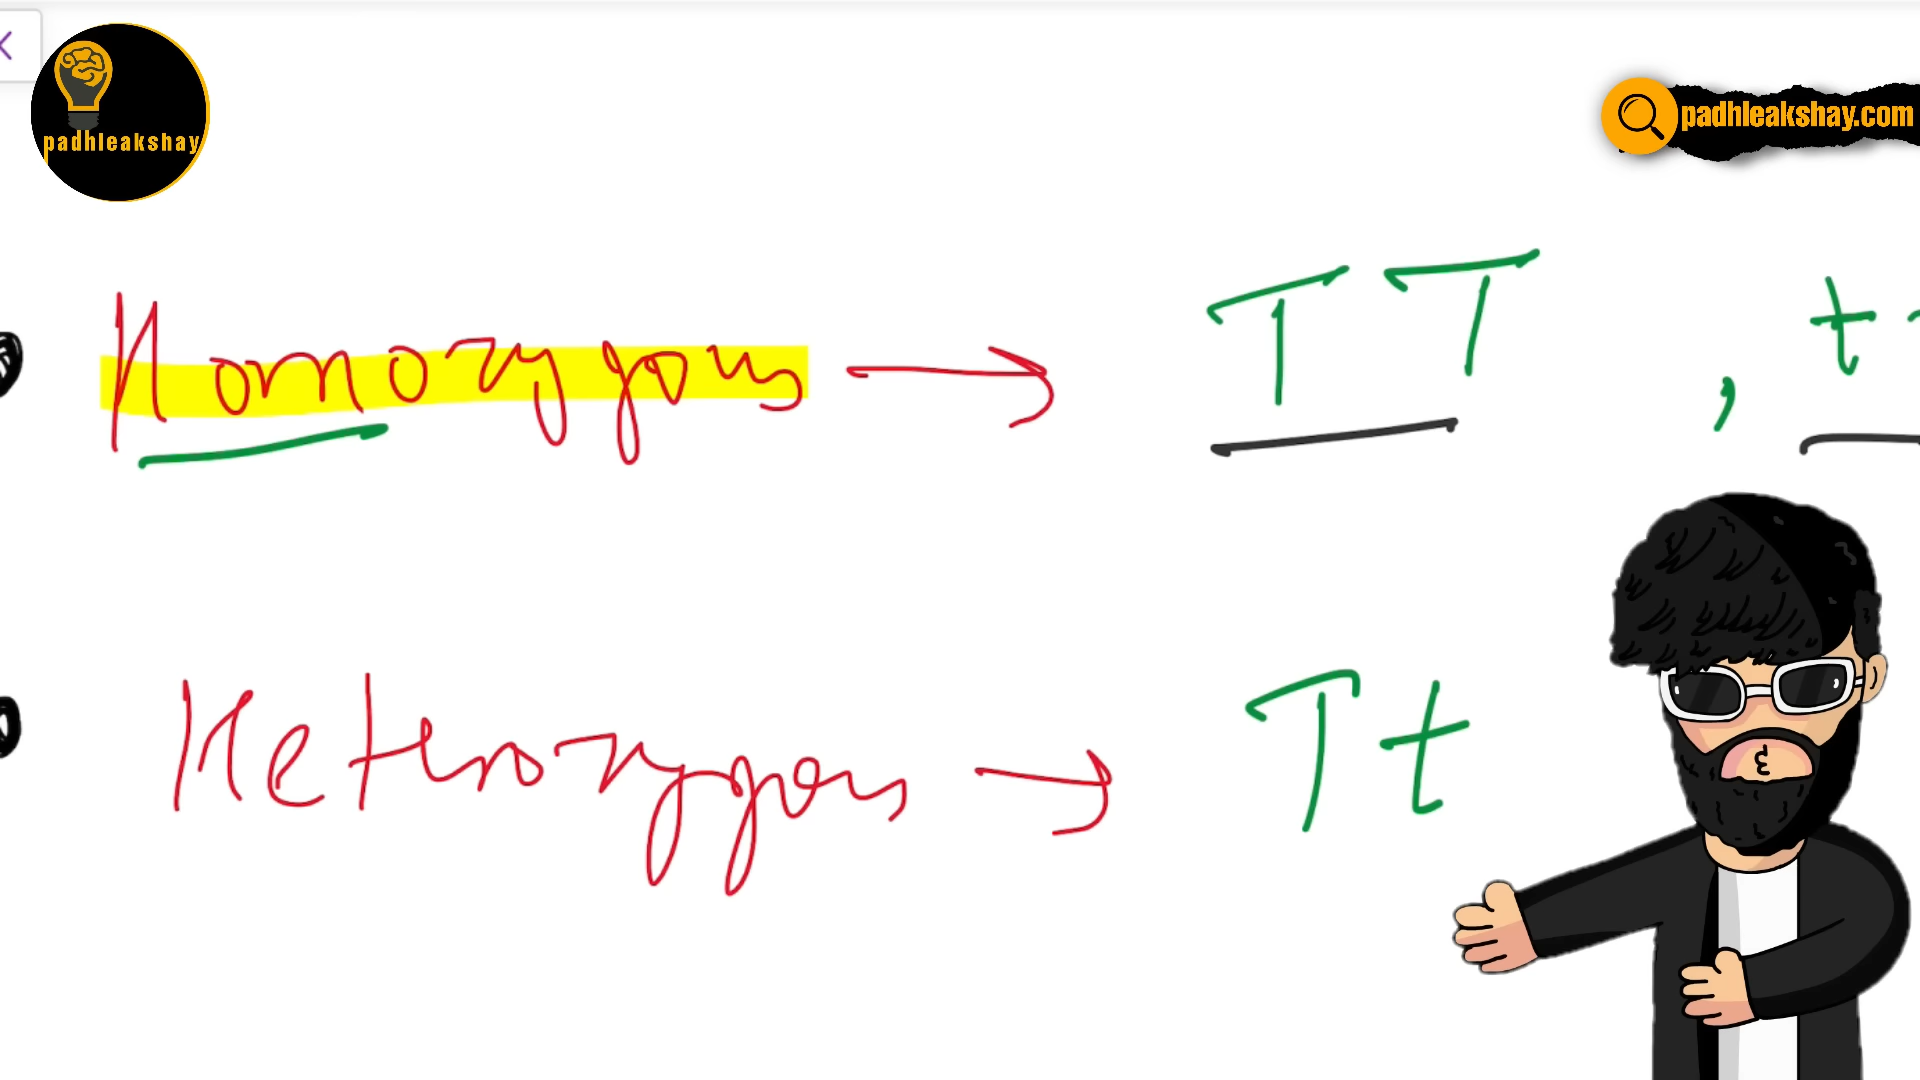 padhleakshay
padhleakshay.com
Homozygous → TT , t
Heterozygous → Tt